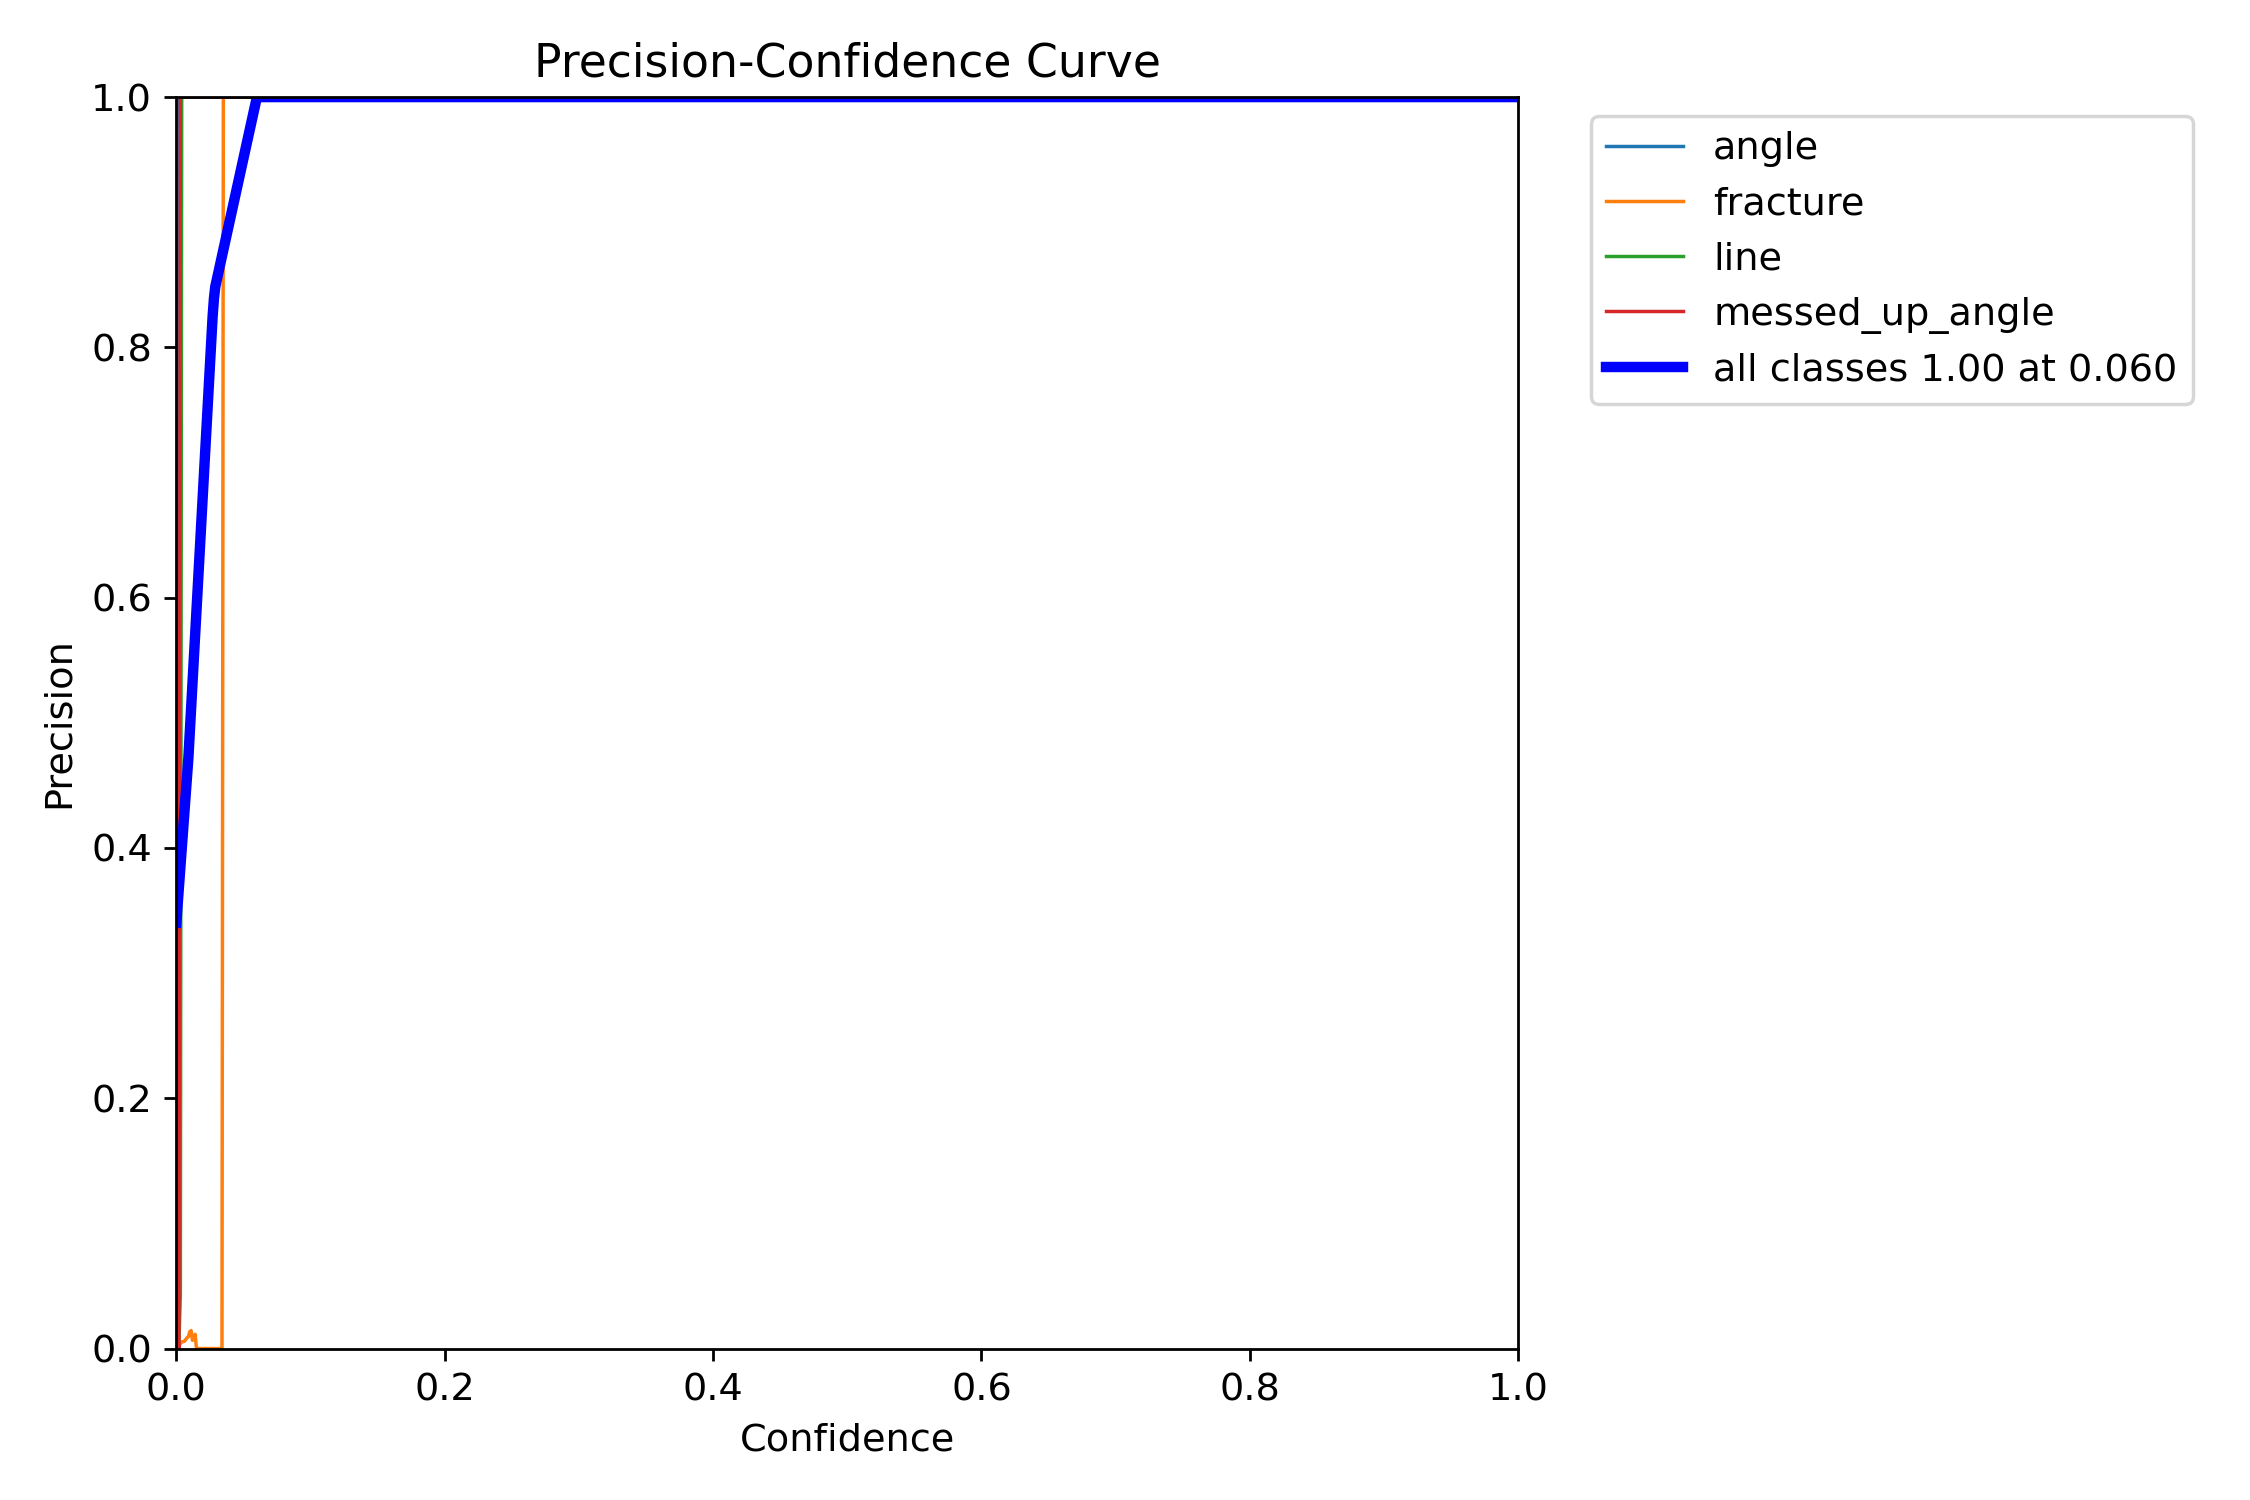 Precision-Confidence Curve
1.0
0.8
0.6
0.4
0.2
0.0
Precision
0.0 0.2 0.4 0.6 0.8 1.0
Confidence
angle
fracture
line
messed_up_angle
all classes 1.00 at 0.060